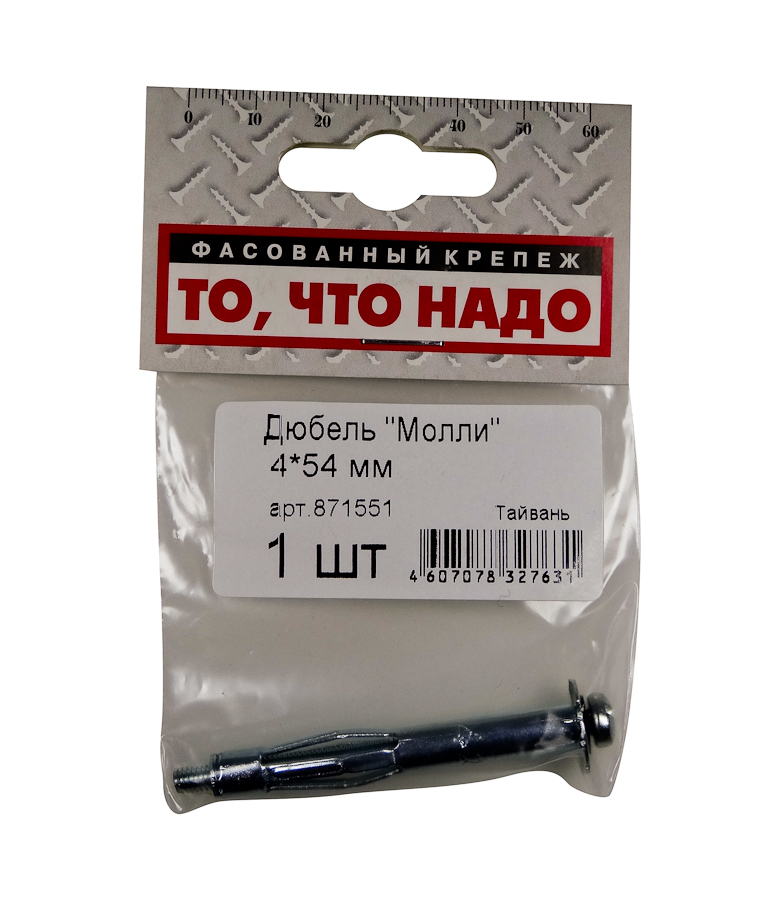 0 10 20 40 50 60
ФАСОВАННЫЙ КРЕПЕЖ
ТО, ЧТО НАДО
Дюбель "Молли"
4*54 мм
арт.871551
Тайвань
1 шт
4 607078 327631